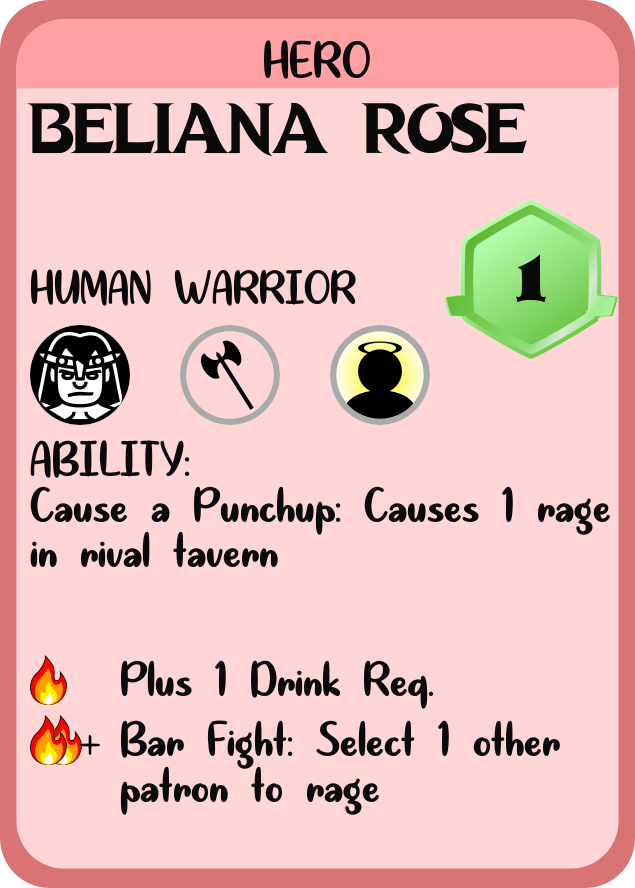 HERO
BELIANA ROSE
1
HUMAN WARRIOR
ABILITY:
Cause a Punchup: Causes 1 rage
in rival tavern
Plus 1 Drink Req.
+ Bar Fight: Select 1 other
patron to rage